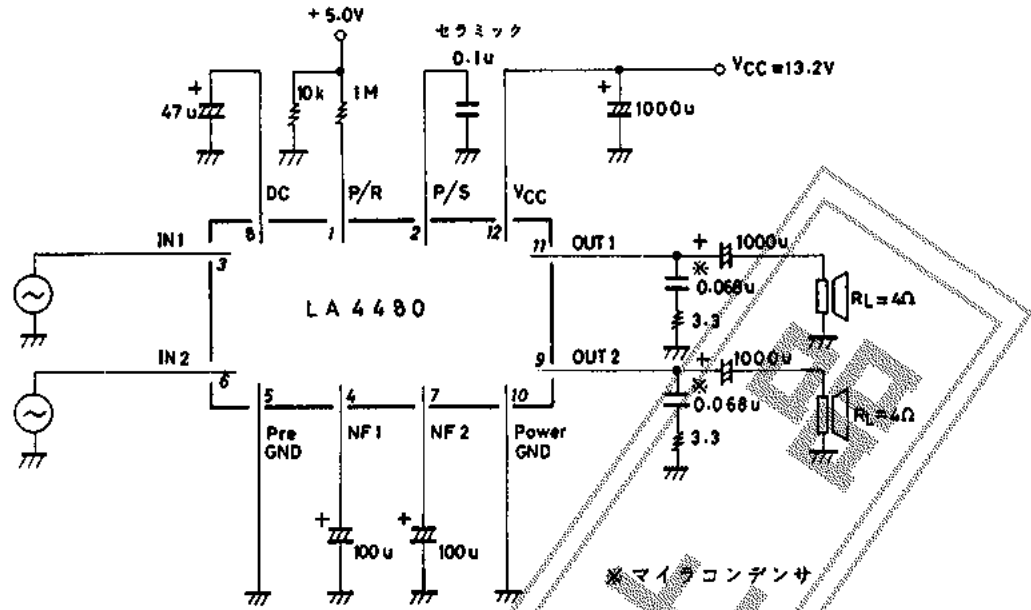 +5.0V
セラミック
0.1u
VCC=13.2V
+
47u
10k
1M
+
1000u
DC
P/R
P/S
VCC
8
1
2
12
IN1
3
11
OUT1
+
1000u
※
0.068u
RL=4Ω
3.3
LA4480
IN2
6
9
OUT2
+
1000u
※
0.068u
RL=4Ω
3.3
5
4
7
10
Pre
GND
NF1
NF2
Power
GND
+
100u
+
100u
※マイラコンデンサ